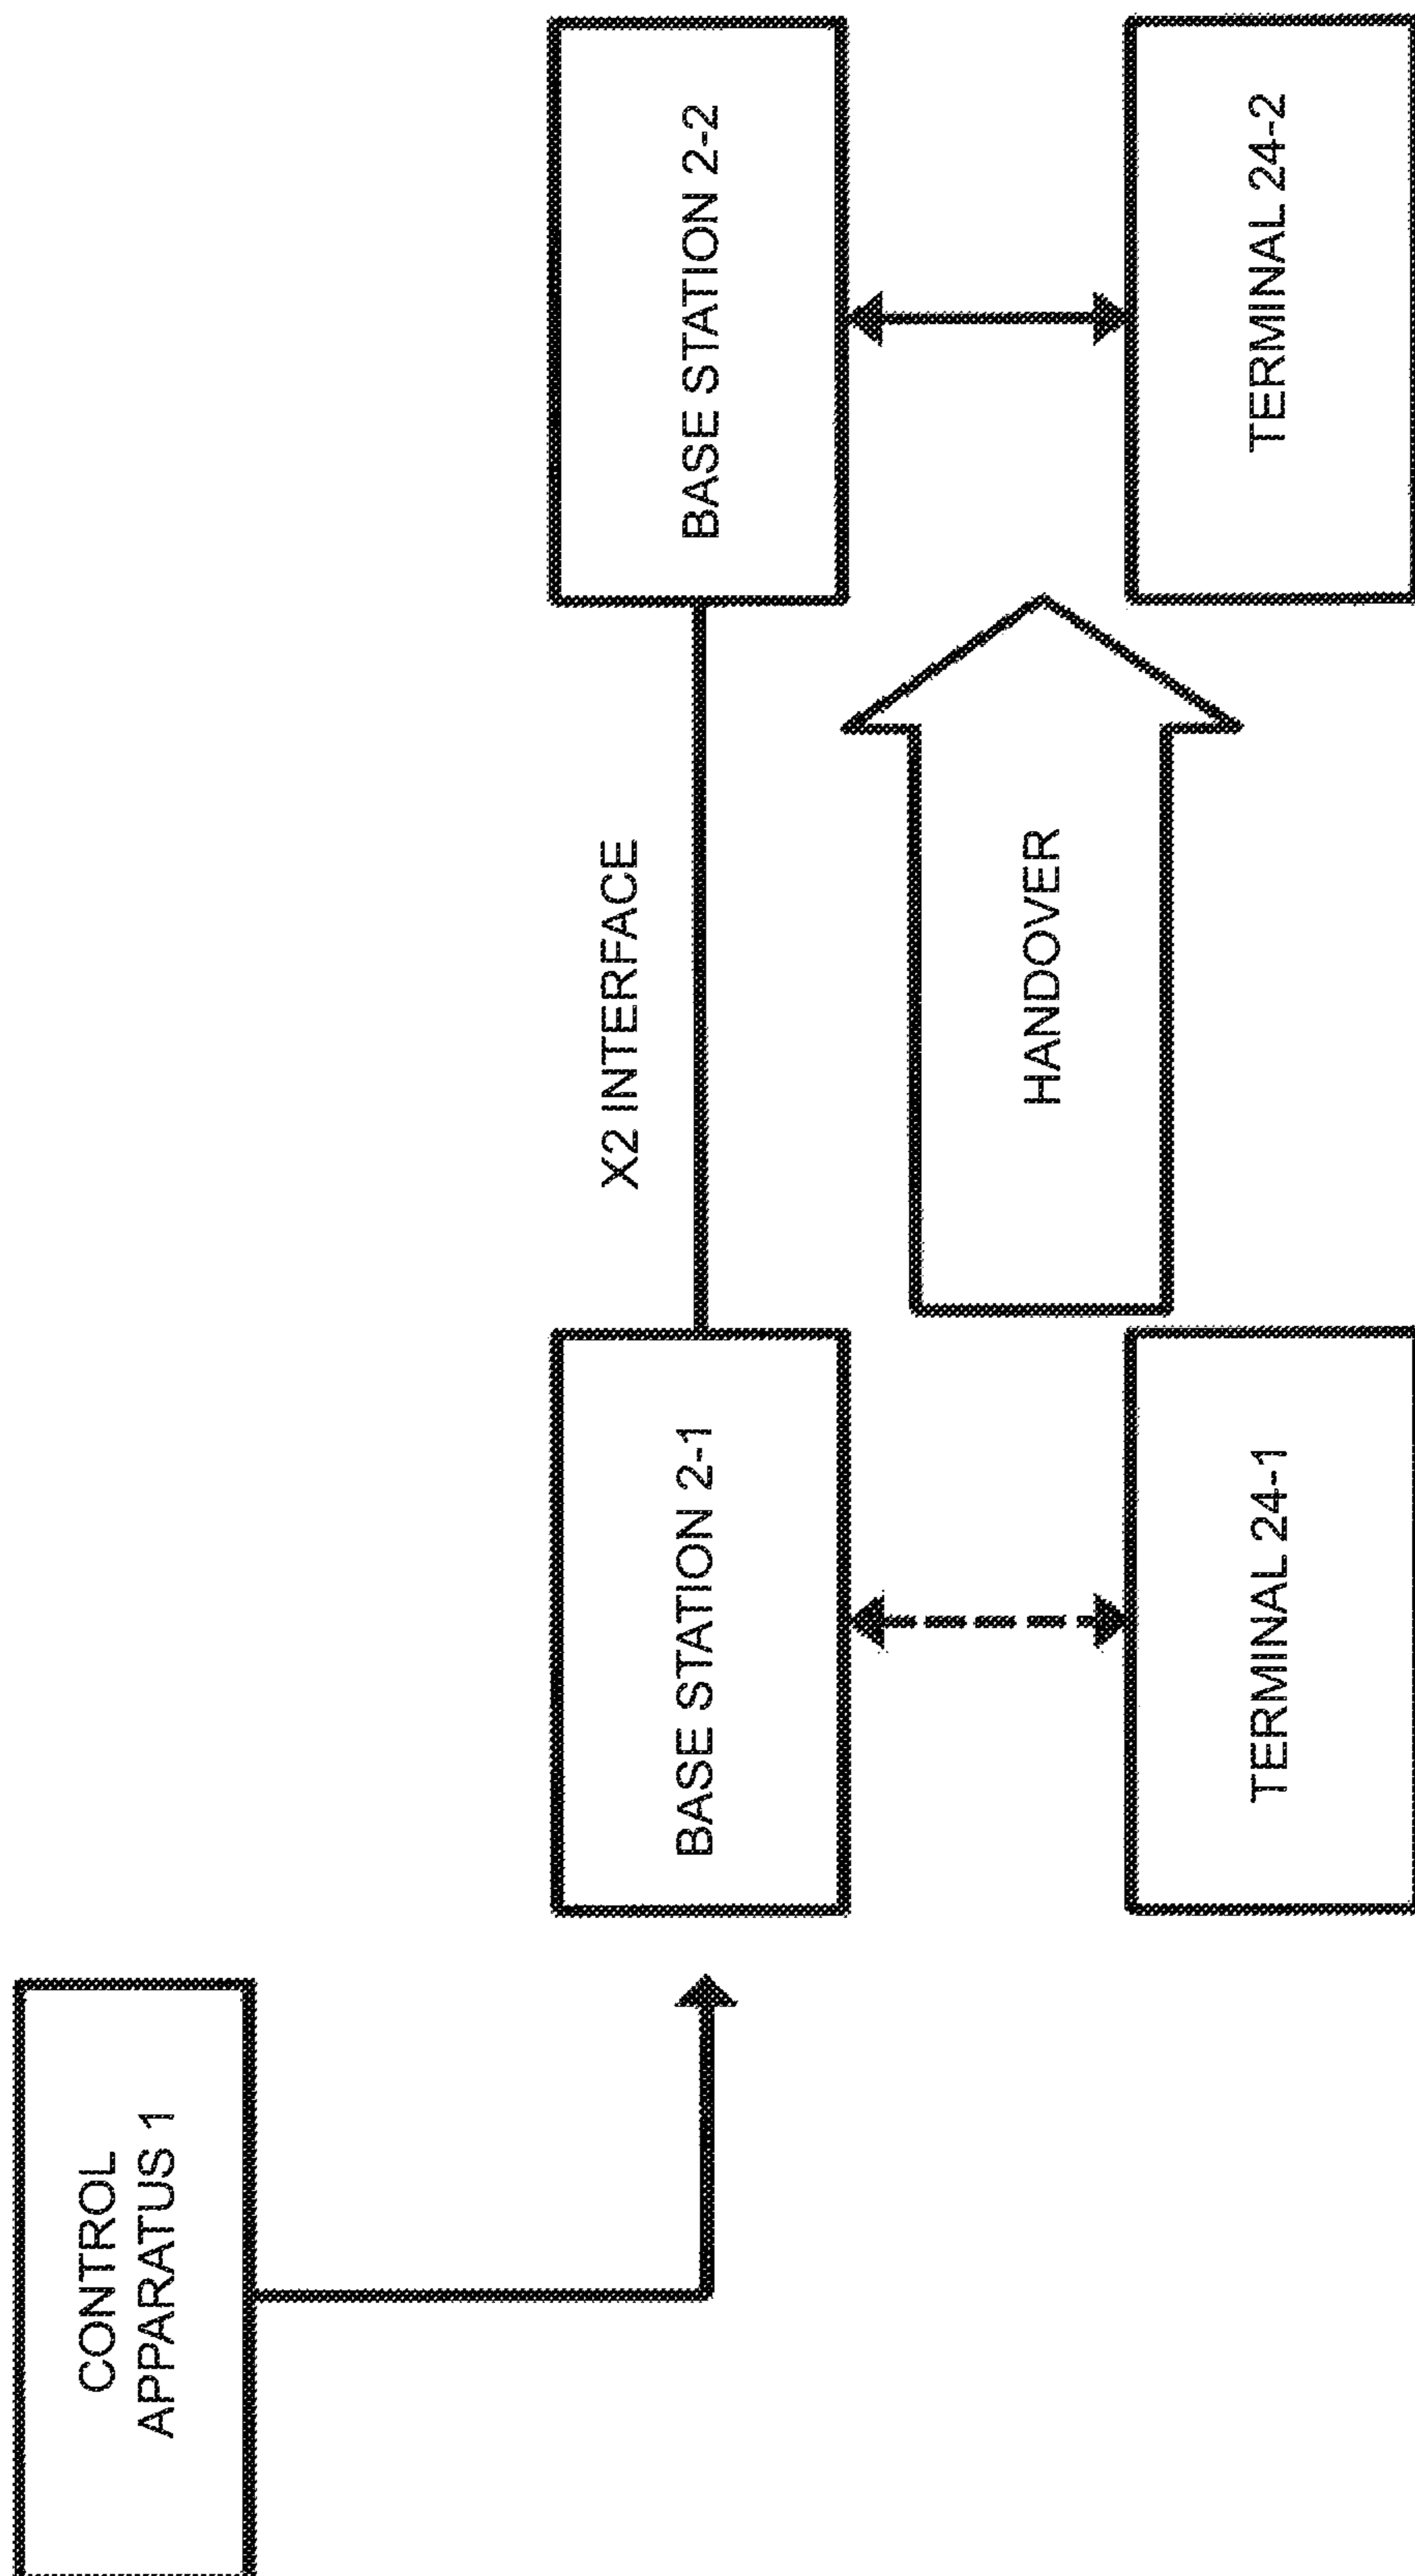 CONTROL
APPARATUS 1
X2 INTERFACE
BASE STATION 2-1
BASE STATION 2-2
HANDOVER
TERMINAL 24-1
TERMINAL 24-2